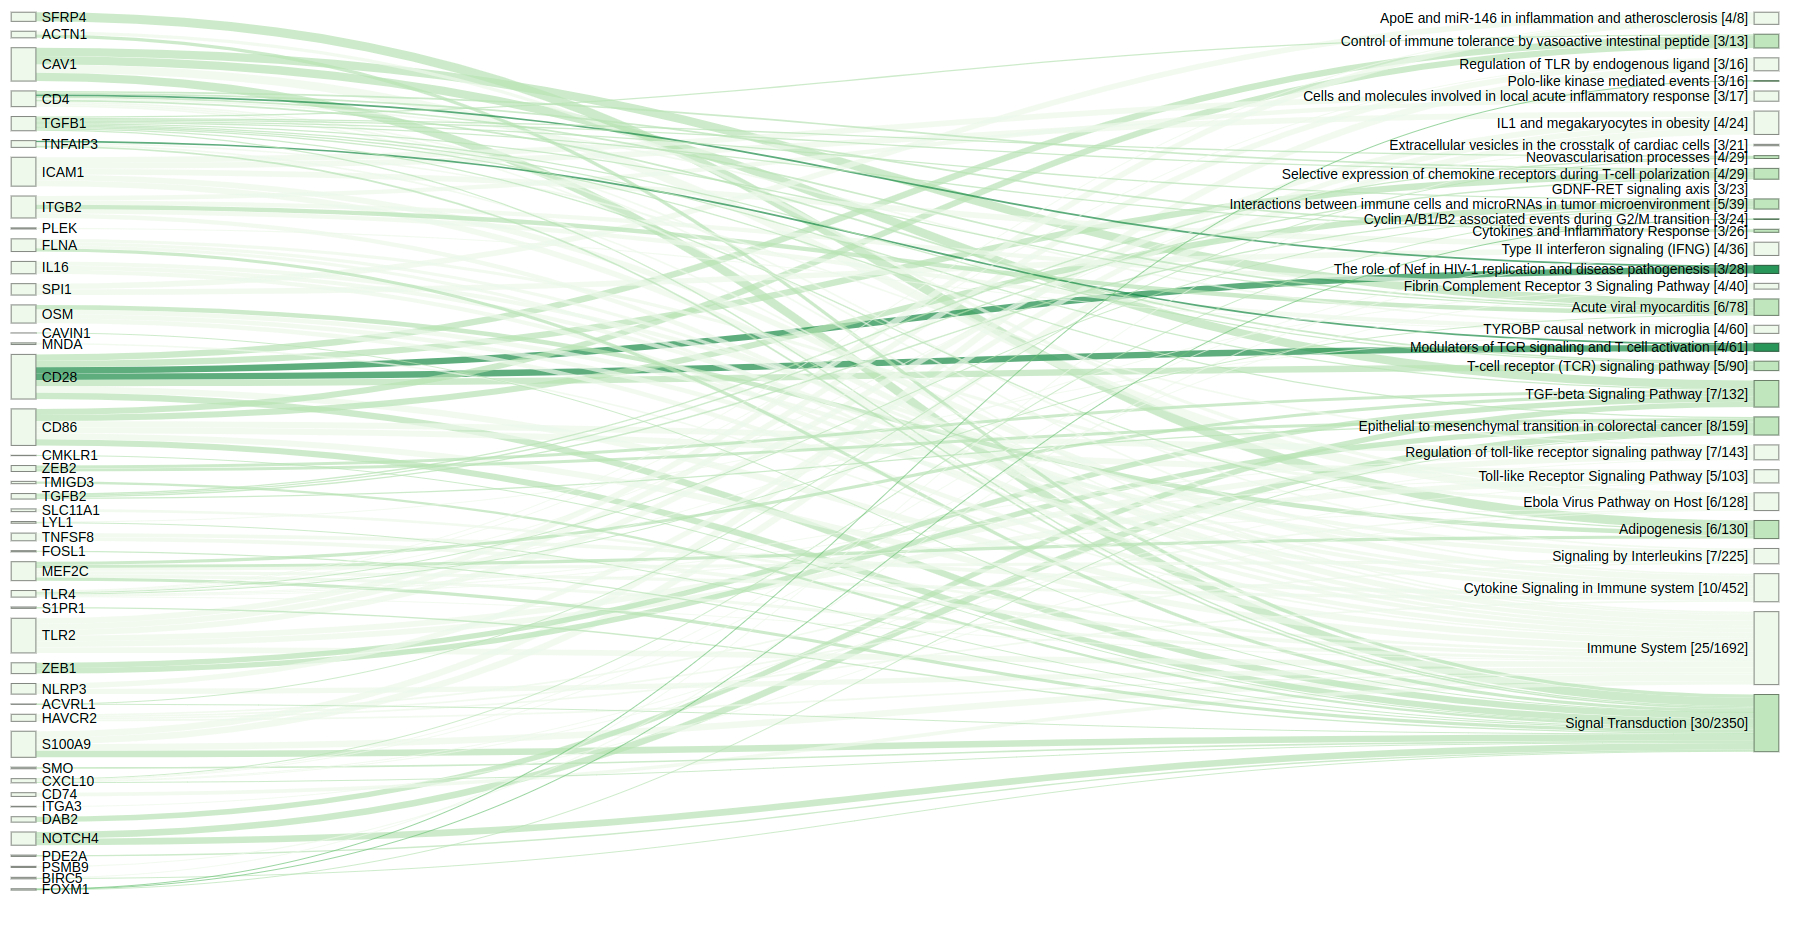 SFRP4
ACTN1
CAV1
CD4
TGFB1
TNFAIP3
ICAM1
ITGB2
PLEK
FLNA
IL16
SPI1
OSM
CAVIN1
MNDA
CD28
CD86
CMKLR1
ZEB2
TMIGD3
TGFB2
SLC11A1
LYL1
TNFSF8
FOSL1
MEF2C
TLR4
S1PR1
TLR2
ZEB1
NLRP3
ACVRL1
HAVCR2
S100A9
SMO
CXCL10
CD74
ITGA3
DAB2
NOTCH4
PDE2A
PSMB9
BIRC5
FOXM1
ApoE and miR-146 in inflammation and atherosclerosis [4/8]
Control of immune tolerance by vasoactive intestinal peptide [3/13]
Regulation of TLR by endogenous ligand [3/16]
Polo-like kinase mediated events [3/16]
Cells and molecules involved in local acute inflammatory response [3/17]
IL1 and megakaryocytes in obesity [4/24]
Extracellular vesicles in the crosstalk of cardiac cells [3/21]
Neovascularisation processes [4/29]
Selective expression of chemokine receptors during T-cell polarization [4/29]
GDNF-RET signaling axis [3/23]
Interactions between immune cells and microRNAs in tumor microenvironment [5/39]
Cyclin A/B1/B2 associated events during G2/M transition [3/24]
Cytokines and Inflammatory Response [3/26]
Type II interferon signaling (IFNG) [4/36]
The role of Nef in HIV-1 replication and disease pathogenesis [3/28]
Fibrin Complement Receptor 3 Signaling Pathway [4/40]
Acute viral myocarditis [6/78]
TYROBP causal network in microglia [4/60]
Modulators of TCR signaling and T cell activation [4/61]
T-cell receptor (TCR) signaling pathway [5/90]
TGF-beta Signaling Pathway [7/132]
Epithelial to mesenchymal transition in colorectal cancer [8/159]
Regulation of toll-like receptor signaling pathway [7/143]
Toll-like Receptor Signaling Pathway [5/103]
Ebola Virus Pathway on Host [6/128]
Adipogenesis [6/130]
Signaling by Interleukins [7/225]
Cytokine Signaling in Immune system [10/452]
Immune System [25/1692]
Signal Transduction [30/2350]